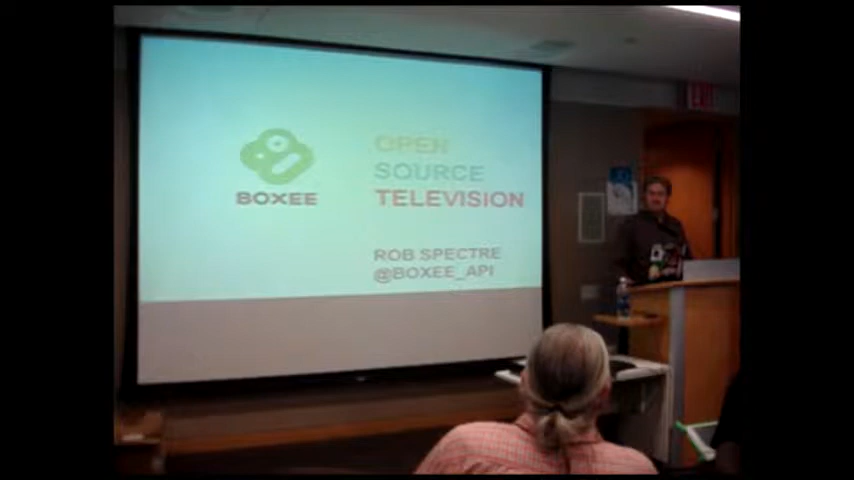 BOXEE
OPEN
SOURCE
TELEVISION
ROB SPECTRE
@BOXEE_API